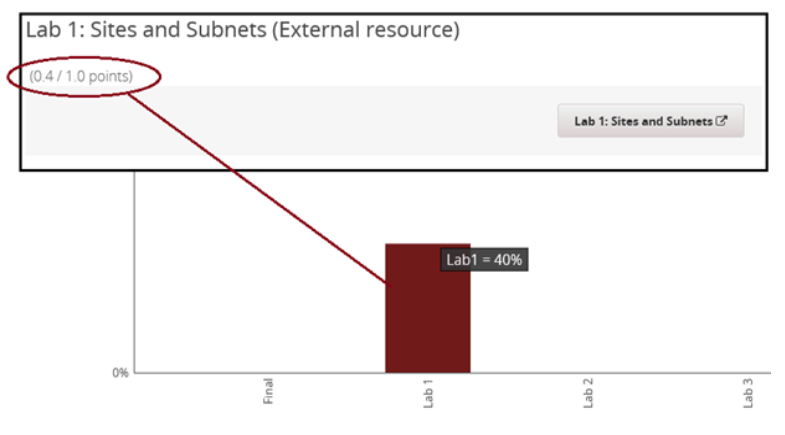 Lab 1: Sites and Subnets (External resource)
(0.4 / 1.0 points)
Lab 1: Sites and Subnets
Lab1 = 40%
0%
Final
Lab 1
Lab 2
Lab 3